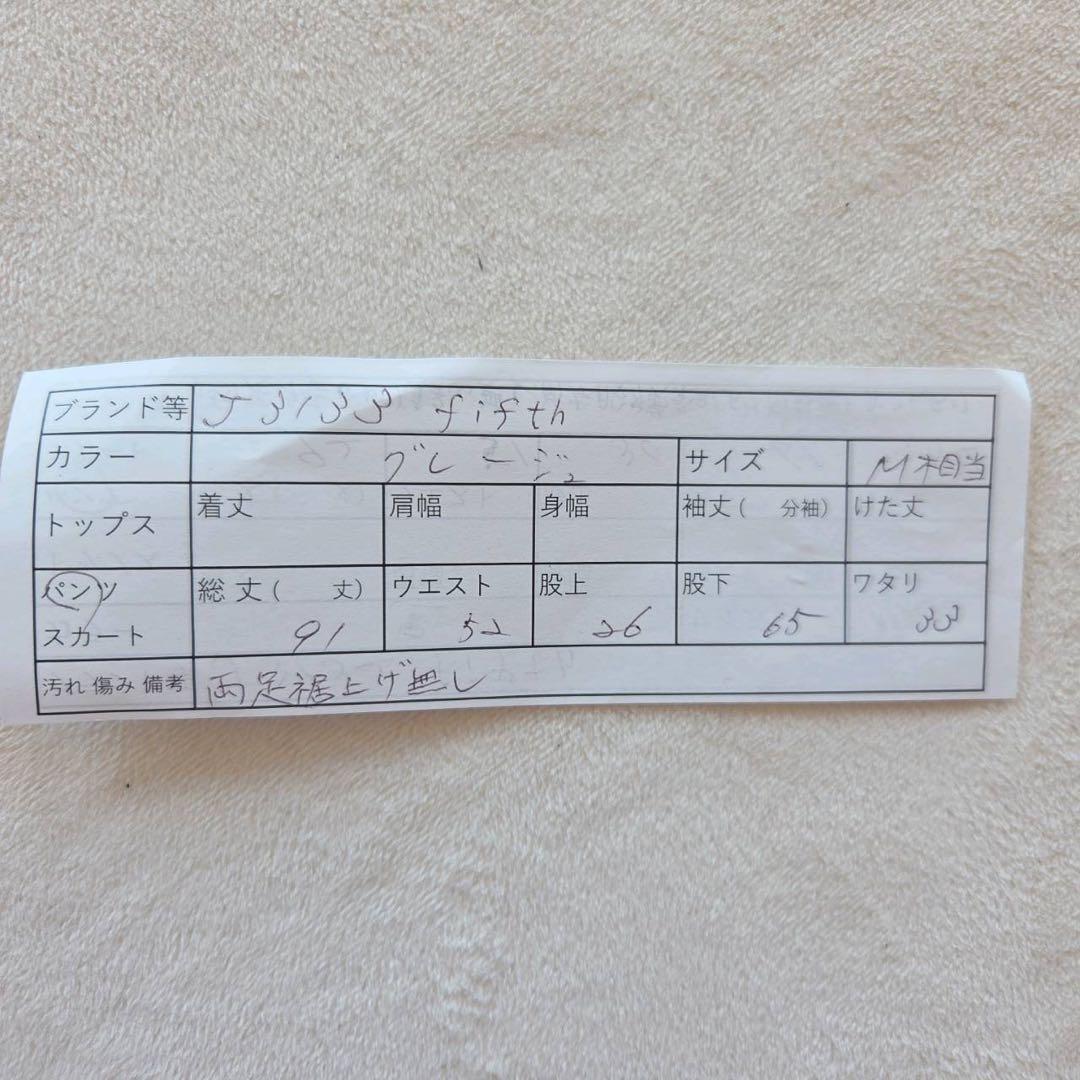 ブランド等 J3133 fifth
カラー グレージュ サイズ M相当
トップス 着丈 肩幅 身幅 袖丈( 分袖) けた丈
パンツ 総丈( 丈) ウエスト 股上 股下 ワタリ
スカート 91 52 26 65 33
汚れ 傷み 備考 両足裾上げ無し